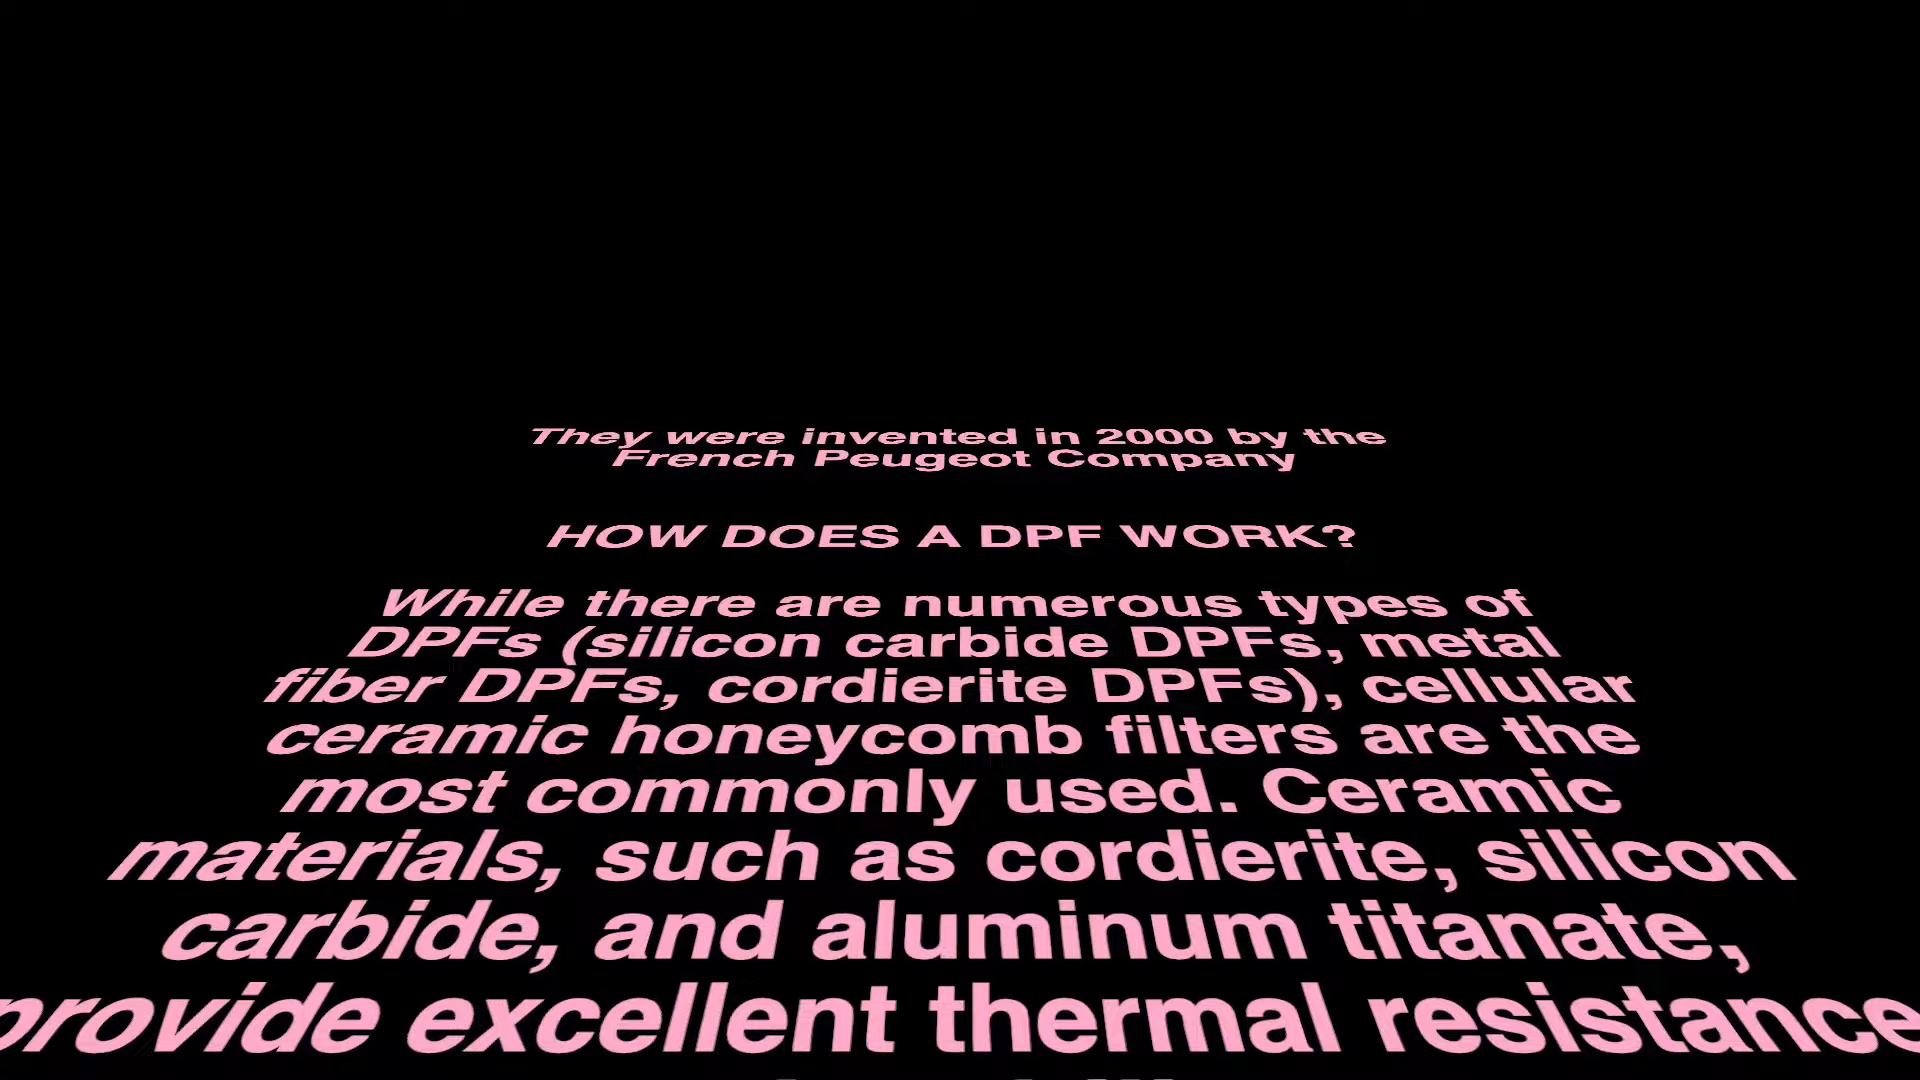 They were invented in 2000 by the
French Peugeot Company
HOW DOES A DPF WORK?
While there are numerous types of
DPFs (silicon carbide DPFs, metal
fiber DPFs, cordierite DPFs), cellular
ceramic honeycomb filters are the
most commonly used. Ceramic
materials, such as cordierite, silicon
carbide, and aluminum titanate,
provide excellent thermal resistance